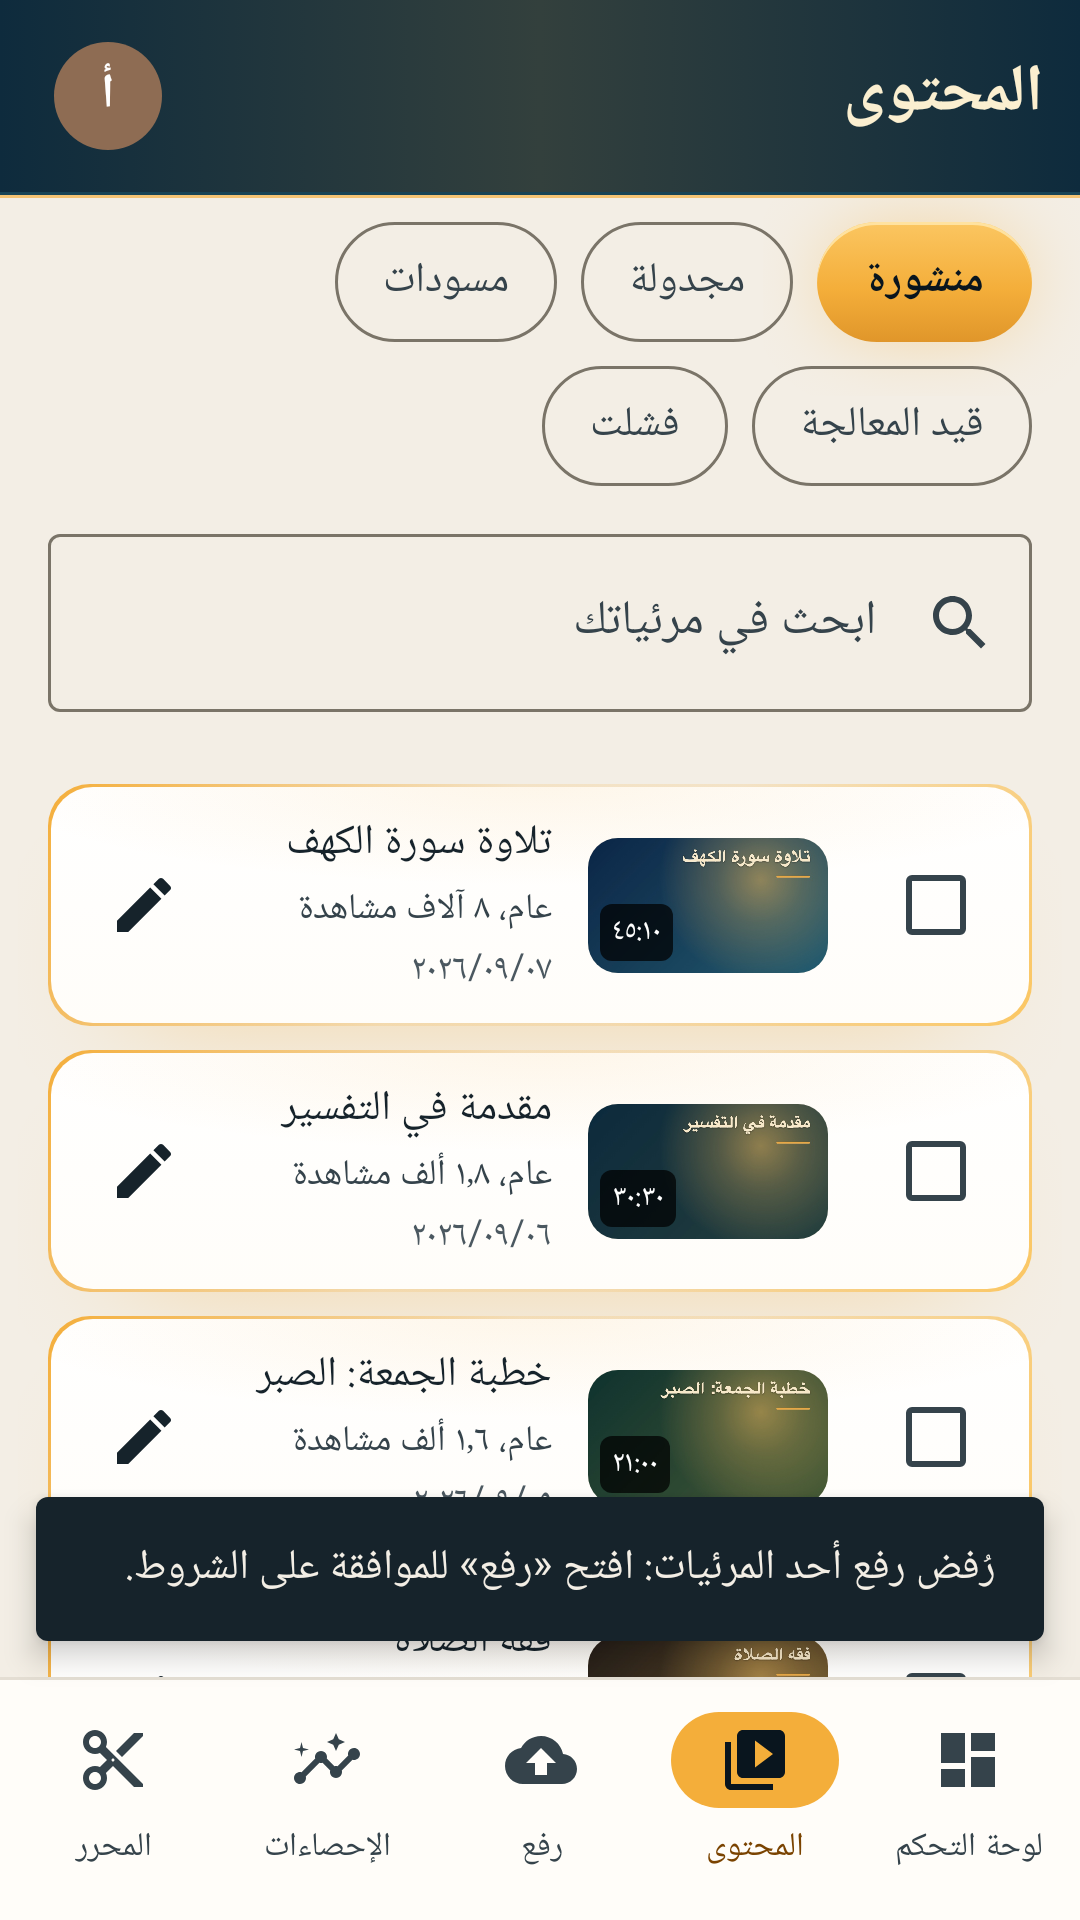 المحتوى
أ
منشورة
مجدولة
مسودات
قيد المعالجة
فشلت
ابحث في مرئياتك
تلاوة سورة الكهف
٤٥:١٠
تلاوة سورة الكهف
عام، ٨ آلاف مشاهدة
٢٠٢٦/٠٩/٠٧
مقدمة في التفسير
٣٠:٣٠
مقدمة في التفسير
عام، ١٫٨ ألف مشاهدة
٢٠٢٦/٠٩/٠٦
خطبة الجمعة: الصبر
٢١:٠٠
خطبة الجمعة: الصبر
عام، ١٫٦ ألف مشاهدة
رُفض رفع أحد المرئيات: افتح «رفع» للموافقة على الشروط.
فقه الصلاة
فقه الصلاة
لوحة التحكم
المحتوى
رفع
الإحصاءات
المحرر